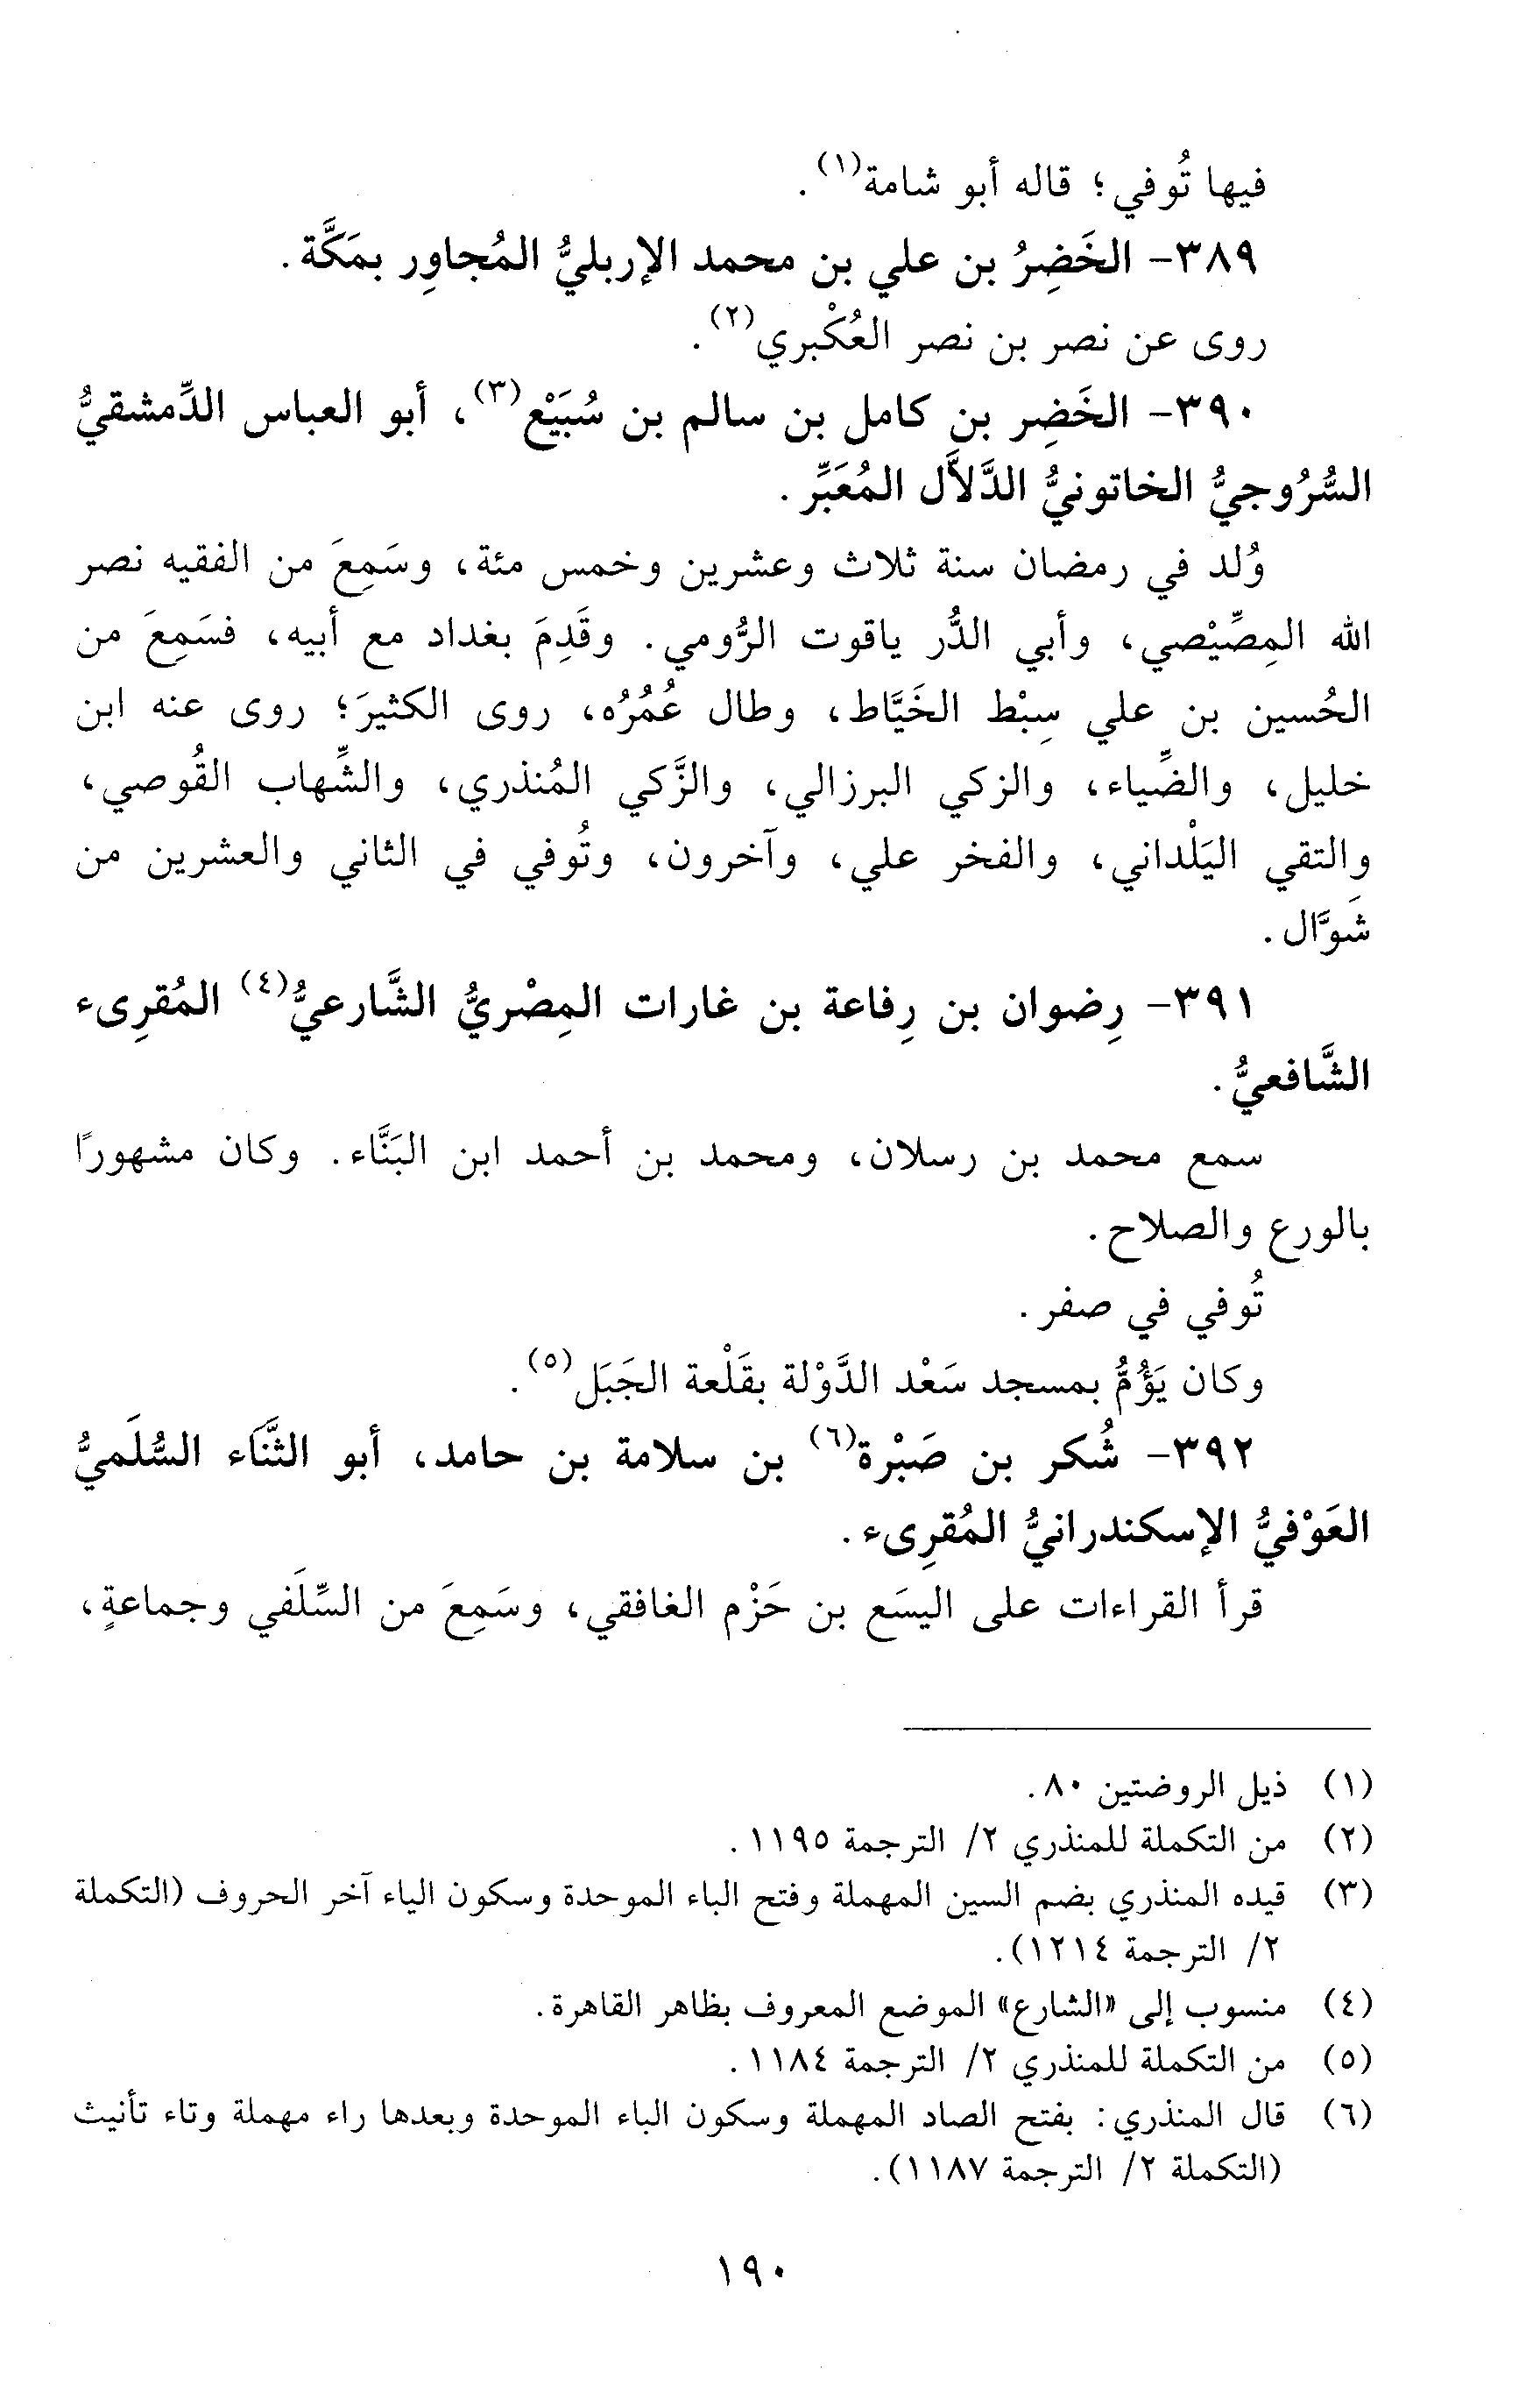 فيها تُوفي؛ قاله أبو شامة(١).
٣٨٩- الخَضِرُ بن علي بن محمد الإربليُّ المُجاوِر بمَكَّة.
روى عن نصر بن نصر العُكْبري(٢).
٣٩٠- الخَضِر بن كامل بن سالم بن سُبَيْع(٣)، أبو العباس الدِّمشقيُّ
السُّرُوجيُّ الخاتونيُّ الدَّلاَّل المُعَبِّر.
وُلد في رمضان سنة ثلاث وعشرين وخمس مئة، وسَمِعَ من الفقيه نصر
الله المِصِّيْصي، وأبي الدُّر ياقوت الرُّومي. وقَدِمَ بغداد مع أبيه، فسَمِعَ من
الحُسين بن علي سِبْط الخَيَّاط، وطال عُمُرُه، روى الكثيرَ؛ روى عنه ابن
خليل، والضِّياء، والزكي البرزالي، والزَّكي المُنذري، والشِّهاب القُوصي،
والتقي اليَلْداني، والفخر علي، وآخرون، وتُوفي في الثاني والعشرين من
شَوَّال.
٣٩١- رِضوان بن رِفاعة بن غارات المِصْريُّ الشَّارعيُّ(٤) المُقرِىء
الشَّافعيُّ.
سمع محمد بن رسلان، ومحمد بن أحمد ابن البَنَّاء. وكان مشهورًا
بالورع والصلاح.
تُوفي في صفر.
وكان يَؤُمُّ بمسجد سَعْد الدَّوْلة بقَلْعة الجَبَل(٥).
٣٩٢- شُكر بن صَبْرة(٦) بن سلامة بن حامد، أبو الثَّنَاء السُّلَميُّ
العَوْفيُّ الإسكندرانيُّ المُقرِىء.
قرأ القراءات على اليسَع بن حَزْم الغافقي، وسَمِعَ من السِّلَفي وجماعةٍ،
(١) ذيل الروضتين ٨٠.
(٢) من التكملة للمنذري ٢/ الترجمة ١١٩٥.
(٣) قيده المنذري بضم السين المهملة وفتح الباء الموحدة وسكون الياء آخر الحروف (التكملة
٢/ الترجمة ١٢١٤).
(٤) منسوب إلى «الشارع» الموضع المعروف بظاهر القاهرة.
(٥) من التكملة للمنذري ٢/ الترجمة ١١٨٤.
(٦) قال المنذري: بفتح الصاد المهملة وسكون الباء الموحدة وبعدها راء مهملة وتاء تأنيث
(التكملة ٢/ الترجمة ١١٨٧).
١٩٠